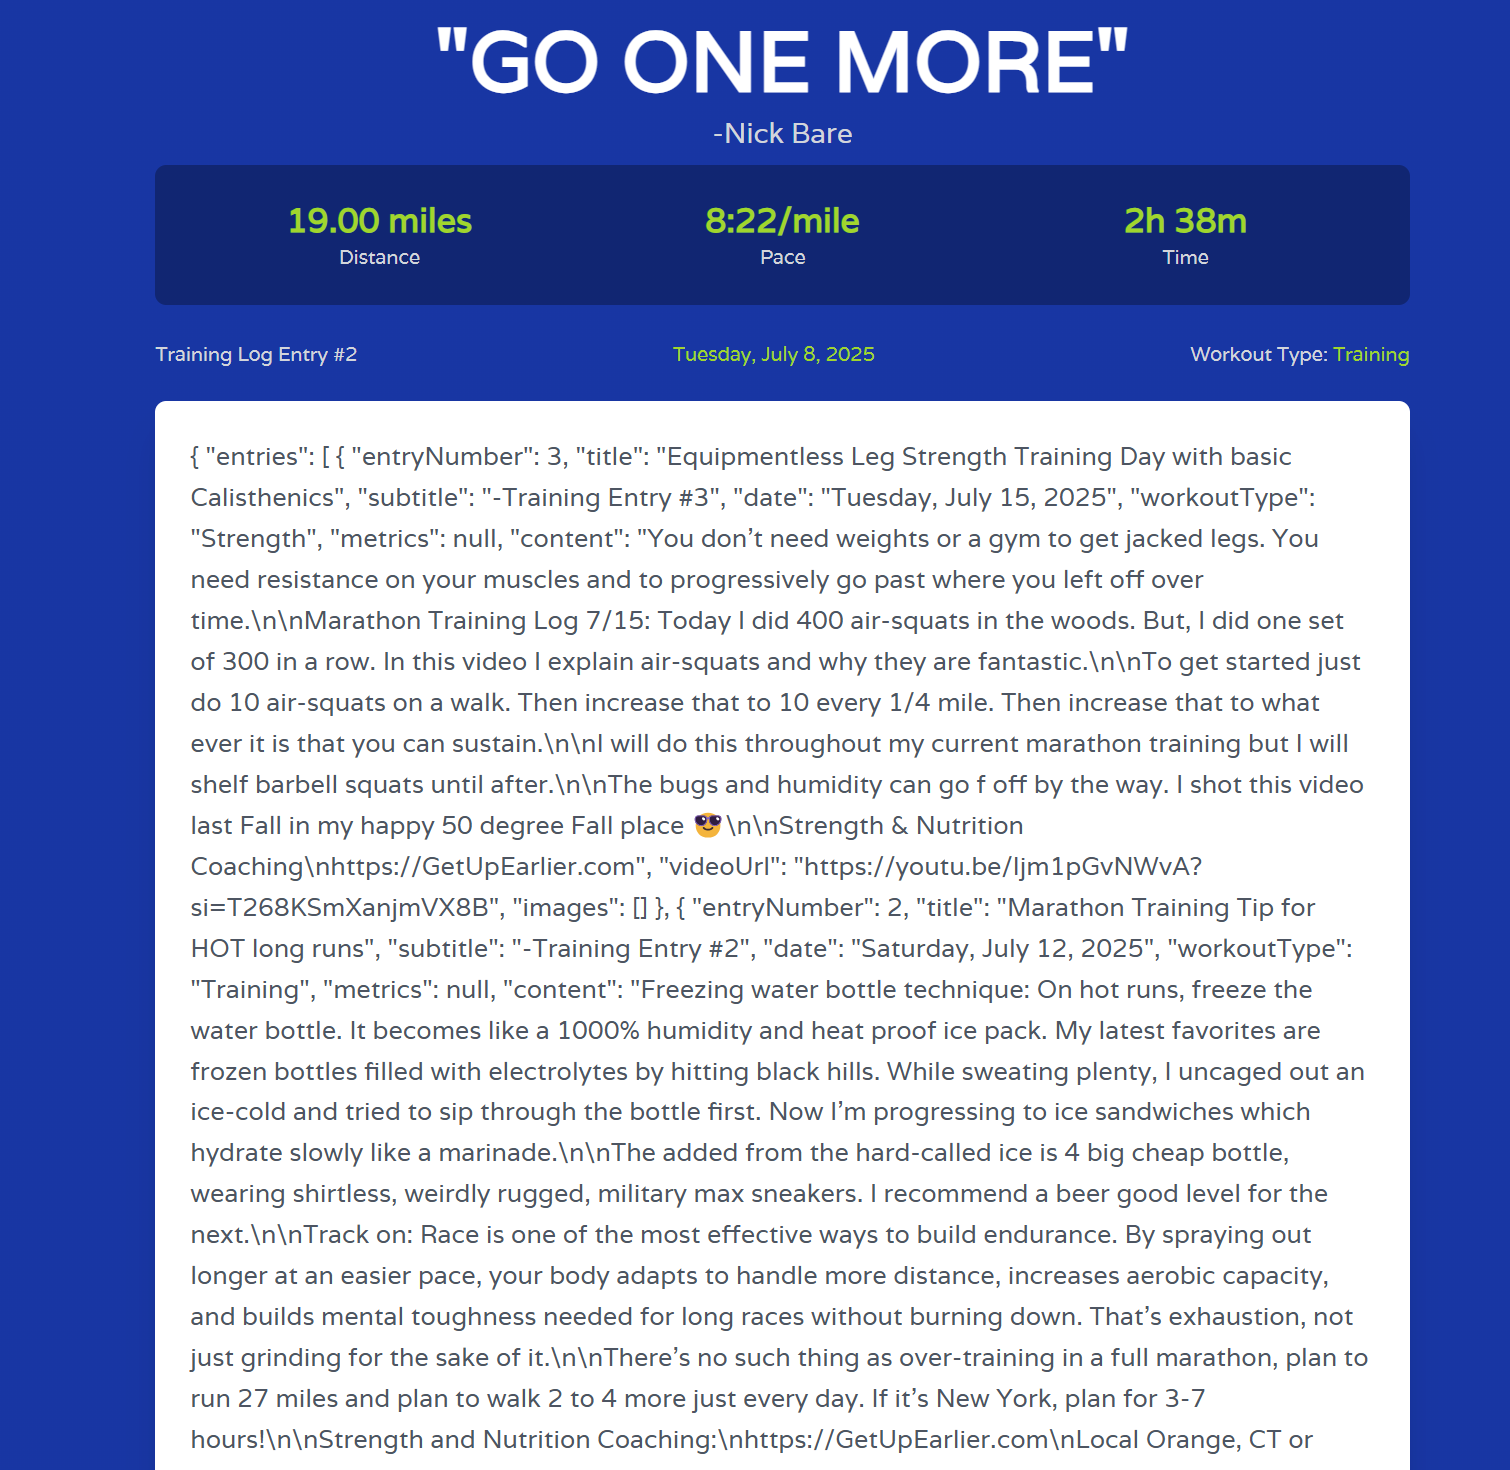 "GO ONE MORE"
-Nick Bare
19.00 miles 8:22/mile 2h 38m
Distance Pace Time
Training Log Entry #2 Tuesday, July 8, 2025 Workout Type: Training
{ "entries": [ { "entryNumber": 3, "title": "Equipmentless Leg Strength Training Day with basic
Calisthenics", "subtitle": "-Training Entry #3", "date": "Tuesday, July 15, 2025", "workoutType":
"Strength", "metrics": null, "content": "You don’t need weights or a gym to get jacked legs. You
need resistance on your muscles and to progressively go past where you left off over
time.\n\nMarathon Training Log 7/15: Today I did 400 air-squats in the woods. But, I did one set
of 300 in a row. In this video I explain air-squats and why they are fantastic.\n\nTo get started just
do 10 air-squats on a walk. Then increase that to 10 every 1/4 mile. Then increase that to what
ever it is that you can sustain.\n\nI will do this throughout my current marathon training but I will
shelf barbell squats until after.\n\nThe bugs and humidity can go f off by the way. I shot this video
last Fall in my happy 50 degree Fall place 😎\n\nStrength & Nutrition
Coaching\nhttps://GetUpEarlier.com", "videoUrl": "https://youtu.be/Ijm1pGvNWvA?
si=T268KSmXanjmVX8B", "images": [] }, { "entryNumber": 2, "title": "Marathon Training Tip for
HOT long runs", "subtitle": "-Training Entry #2", "date": "Saturday, July 12, 2025", "workoutType":
"Training", "metrics": null, "content": "Freezing water bottle technique: On hot runs, freeze the
water bottle. It becomes like a 1000% humidity and heat proof ice pack. My latest favorites are
frozen bottles filled with electrolytes by hitting black hills. While sweating plenty, I uncaged out an
ice-cold and tried to sip through the bottle first. Now I’m progressing to ice sandwiches which
hydrate slowly like a marinade.\n\nThe added from the hard-called ice is 4 big cheap bottle,
wearing shirtless, weirdly rugged, military max sneakers. I recommend a beer good level for the
next.\n\nTrack on: Race is one of the most effective ways to build endurance. By spraying out
longer at an easier pace, your body adapts to handle more distance, increases aerobic capacity,
and builds mental toughness needed for long races without burning down. That’s exhaustion, not
just grinding for the sake of it.\n\nThere’s no such thing as over-training in a full marathon, plan to
run 27 miles and plan to walk 2 to 4 more just every day. If it’s New York, plan for 3-7
hours!\n\nStrength and Nutrition Coaching:\nhttps://GetUpEarlier.com\nLocal Orange, CT or